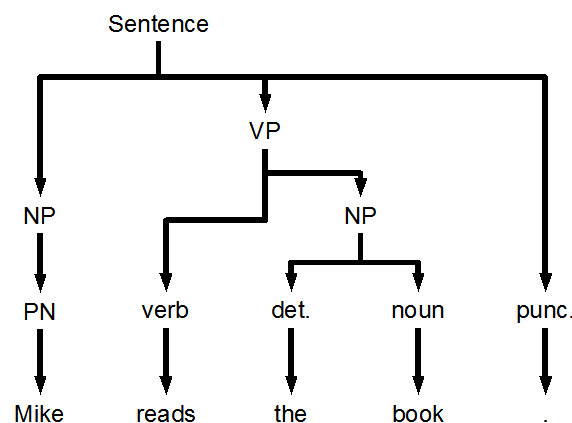 Sentence
VP
NP NP
PN verb det. noun punc.
Mike reads the book .